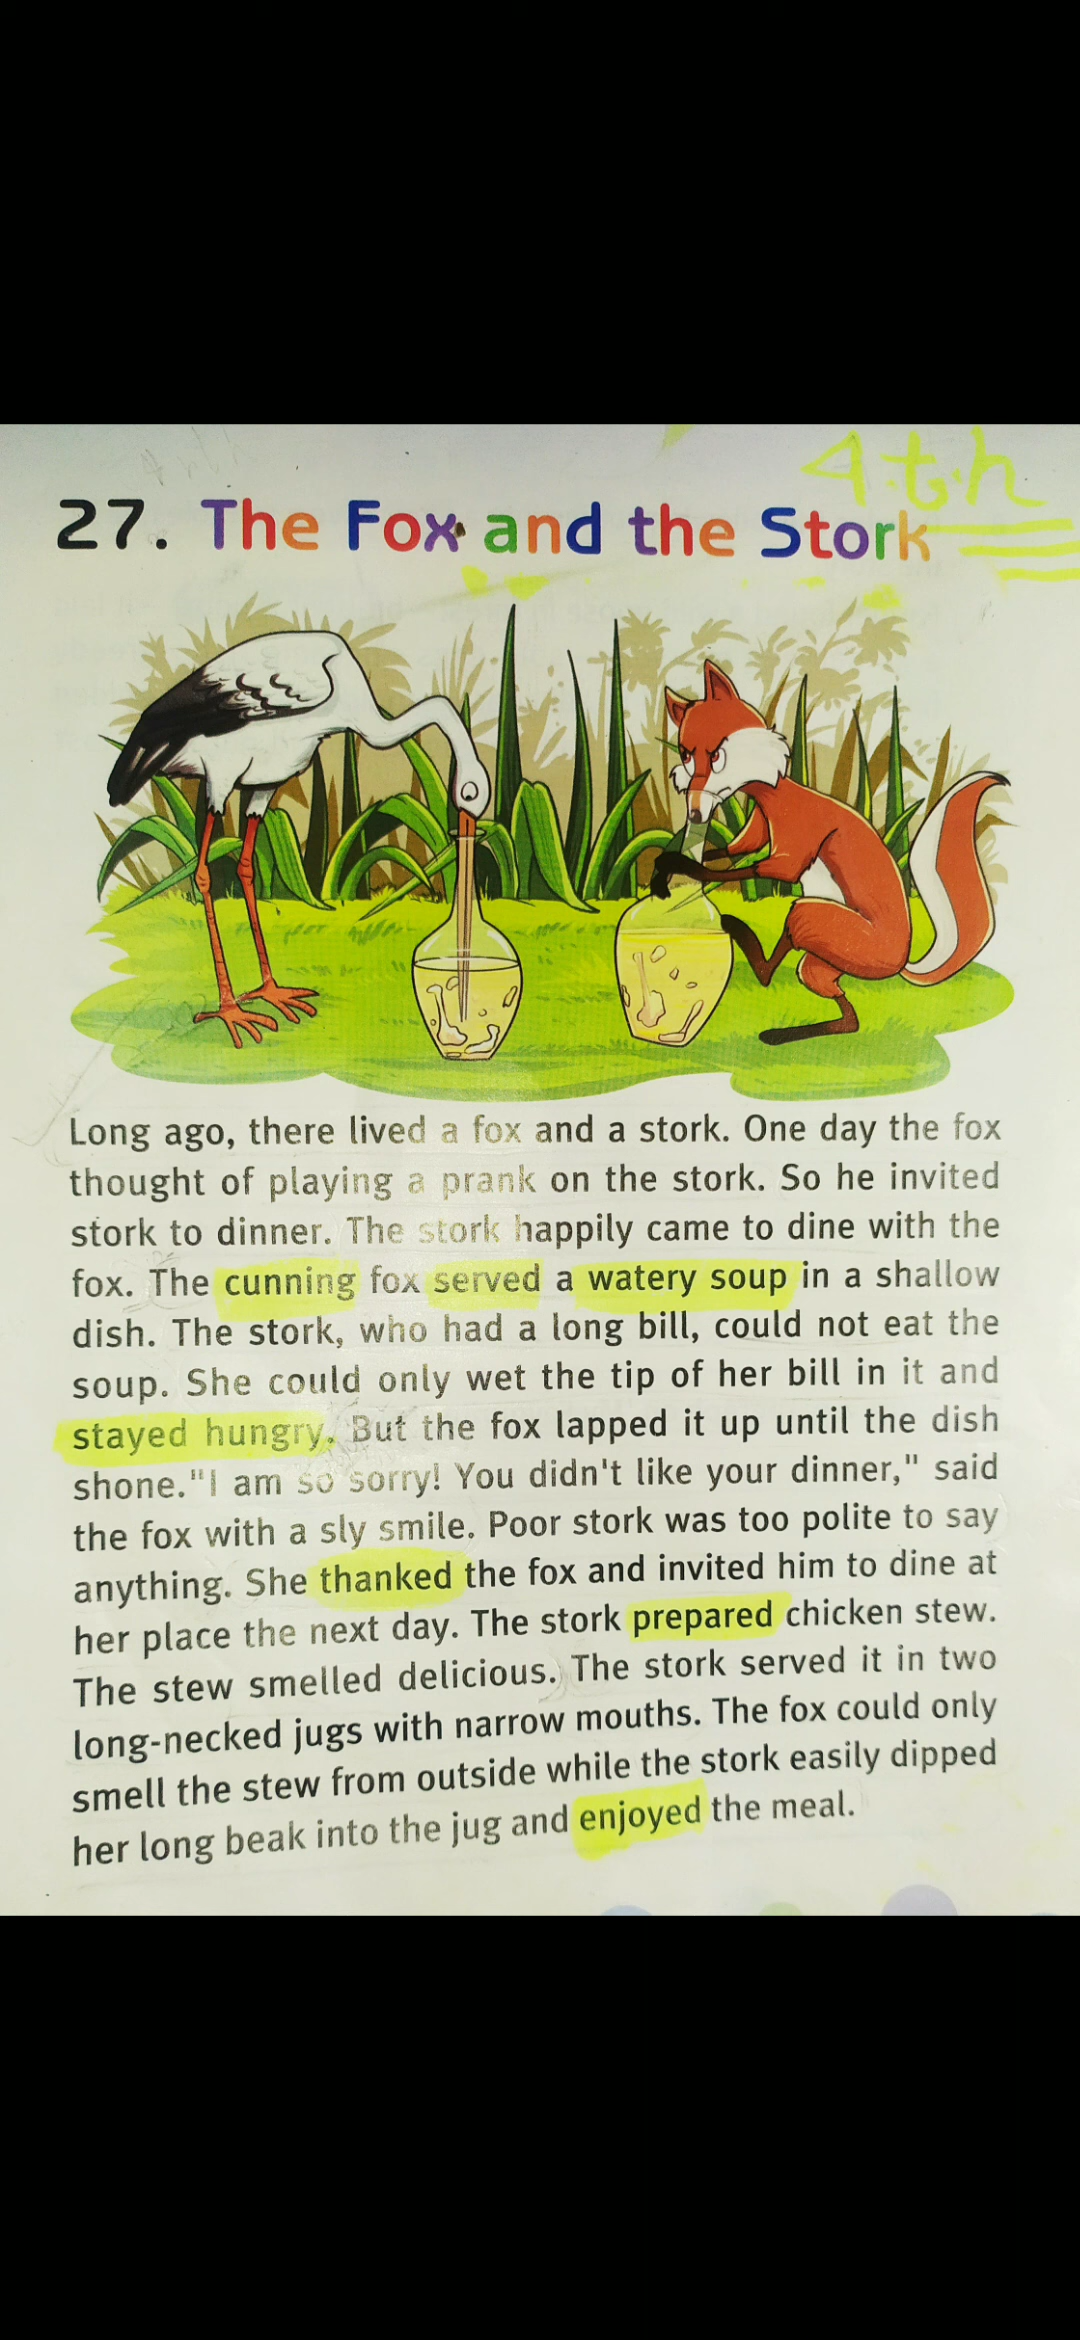 4.t.h
27. The Fox and the Stork
Long ago, there lived a fox and a stork. One day the fox
thought of playing a prank on the stork. So he invited
stork to dinner. The stork happily came to dine with the
fox. The cunning fox served a watery soup in a shallow
dish. The stork, who had a long bill, could not eat the
soup. She could only wet the tip of her bill in it and
stayed hungry. But the fox lapped it up until the dish
shone."I am so sorry! You didn't like your dinner," said
the fox with a sly smile. Poor stork was too polite to say
anything. She thanked the fox and invited him to dine at
her place the next day. The stork prepared chicken stew.
The stew smelled delicious. The stork served it in two
long-necked jugs with narrow mouths. The fox could only
smell the stew from outside while the stork easily dipped
her long beak into the jug and enjoyed the meal.